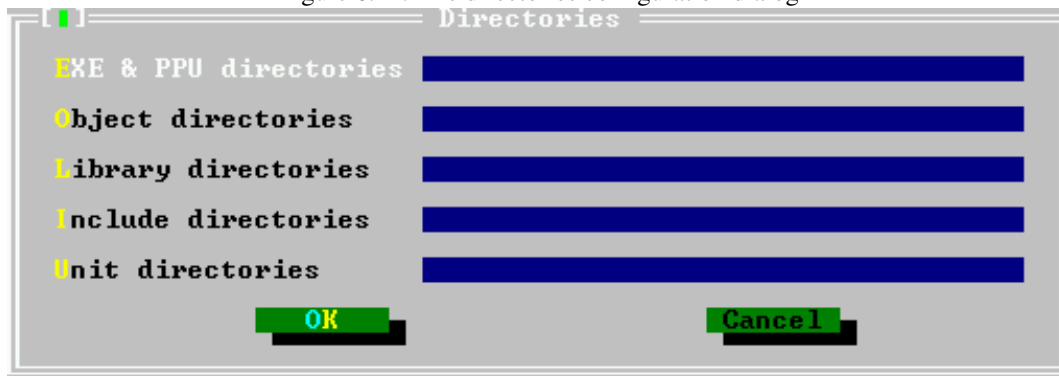 Directories
EXE & PPU directories
Object directories
Library directories
Include directories
Unit directories
OK
Cancel